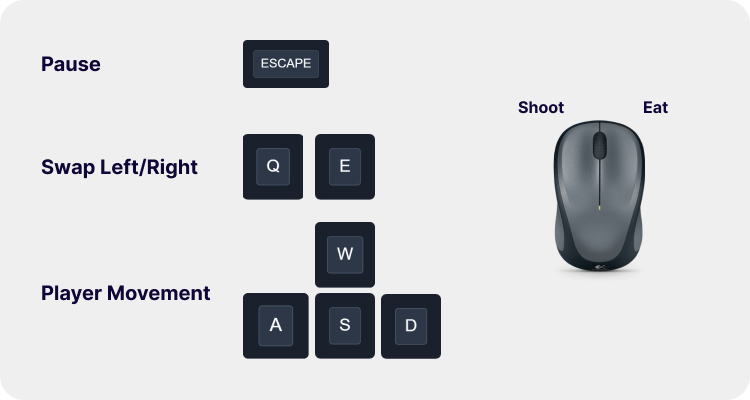 Pause
ESCAPE
Shoot
Eat
Swap Left/Right
Q
E
W
Player Movement
A
S
D